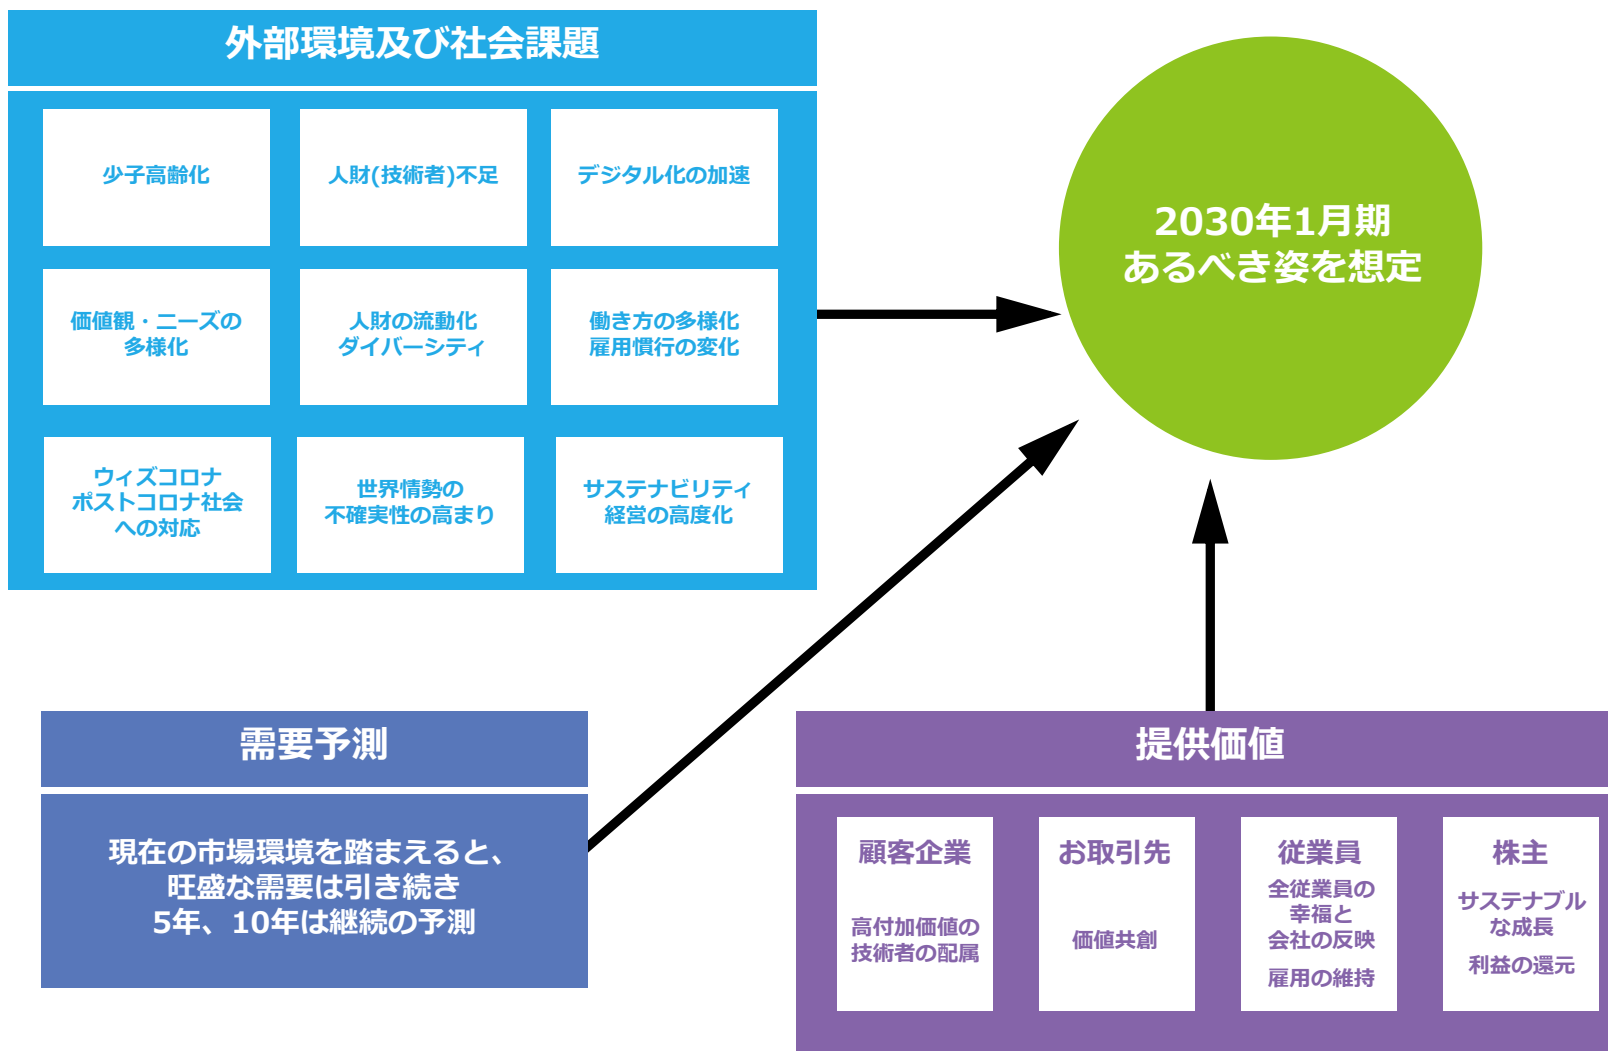 外部環境及び社会課題
少子高齢化
人財(技術者)不足
デジタル化の加速
価値観・ニーズの
多様化
人財の流動化
ダイバーシティ
働き方の多様化
雇用慣行の変化
ウィズコロナ
ポストコロナ社会
への対応
世界情勢の
不確実性の高まり
サステナビリティ
経営の高度化
2030年1月期
あるべき姿を想定
需要予測
現在の市場環境を踏まえると、
旺盛な需要は引き続き
5年、10年は継続の予測
提供価値
顧客企業
高付加価値の
技術者の配属
お取引先
価値共創
従業員
全従業員の
幸福と
会社の反映
雇用の維持
株主
サステナブル
な成長
利益の還元